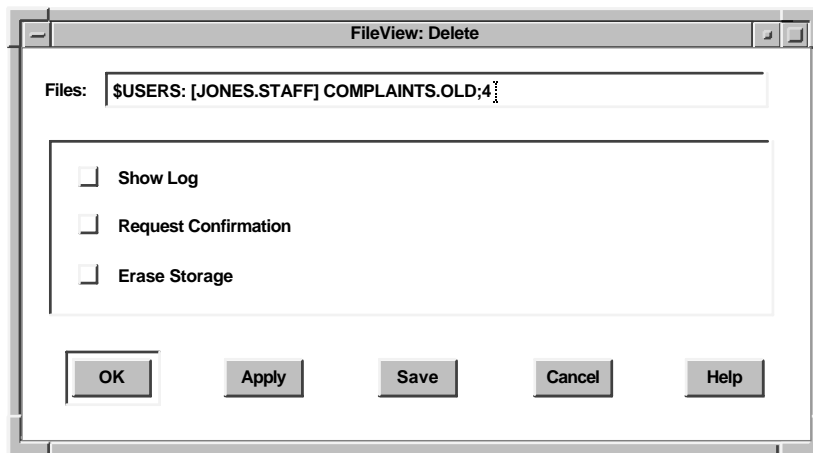 FileView: Delete
Files: $USERS: [JONES.STAFF] COMPLAINTS.OLD;4
Show Log
Request Confirmation
Erase Storage
OK Apply Save Cancel Help